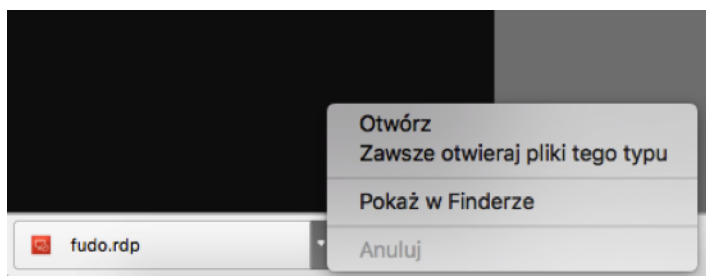 Otwórz
Zawsze otwieraj pliki tego typu
Pokaż w Finderze
fudo.rdp
Anuluj